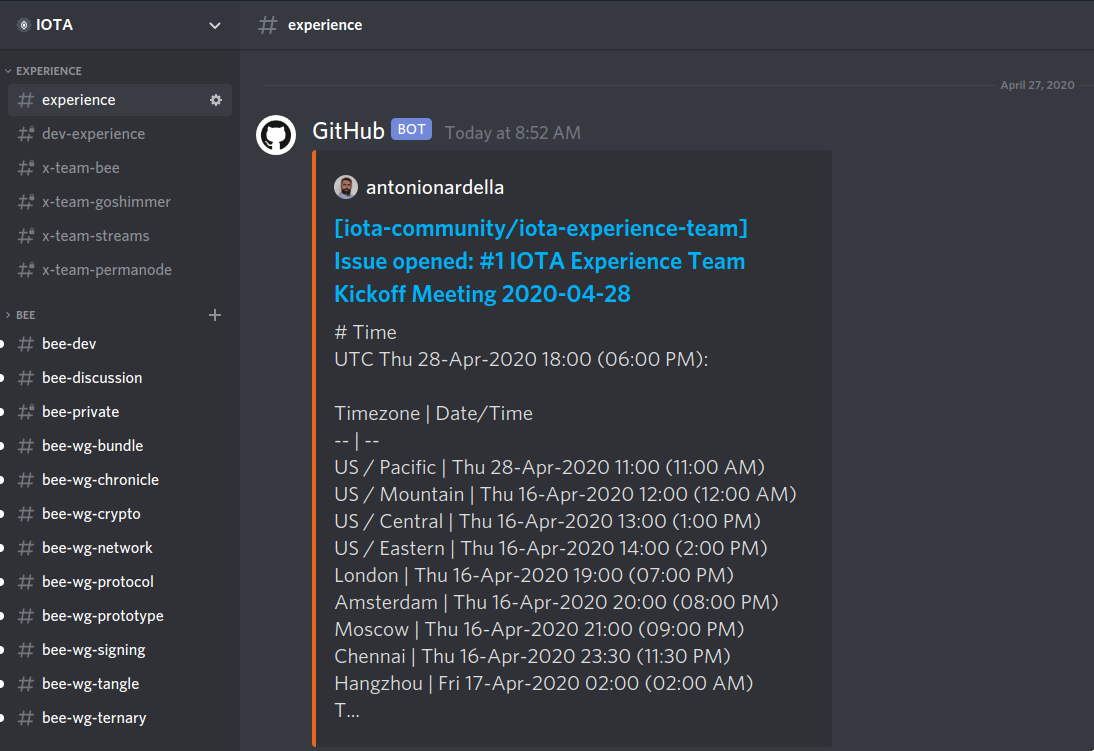 IOTA
EXPERIENCE
# experience
# dev-experience
# x-team-bee
# x-team-goshimmer
# x-team-streams
# x-team-permanode
BEE +
# bee-dev
# bee-discussion
# bee-private
# bee-wg-bundle
# bee-wg-chronicle
# bee-wg-crypto
# bee-wg-network
# bee-wg-protocol
# bee-wg-prototype
# bee-wg-signing
# bee-wg-tangle
# bee-wg-ternary
# experience
April 27, 2020
GitHub BOT Today at 8:52 AM
antonionardella
[iota-community/iota-experience-team]
Issue opened: #1 IOTA Experience Team
Kickoff Meeting 2020-04-28
# Time
UTC Thu 28-Apr-2020 18:00 (06:00 PM):
Timezone | Date/Time
-- | --
US / Pacific | Thu 28-Apr-2020 11:00 (11:00 AM)
US / Mountain | Thu 16-Apr-2020 12:00 (12:00 AM)
US / Central | Thu 16-Apr-2020 13:00 (1:00 PM)
US / Eastern | Thu 16-Apr-2020 14:00 (2:00 PM)
London | Thu 16-Apr-2020 19:00 (07:00 PM)
Amsterdam | Thu 16-Apr-2020 20:00 (08:00 PM)
Moscow | Thu 16-Apr-2020 21:00 (09:00 PM)
Chennai | Thu 16-Apr-2020 23:30 (11:30 PM)
Hangzhou | Fri 17-Apr-2020 02:00 (02:00 AM)
T...